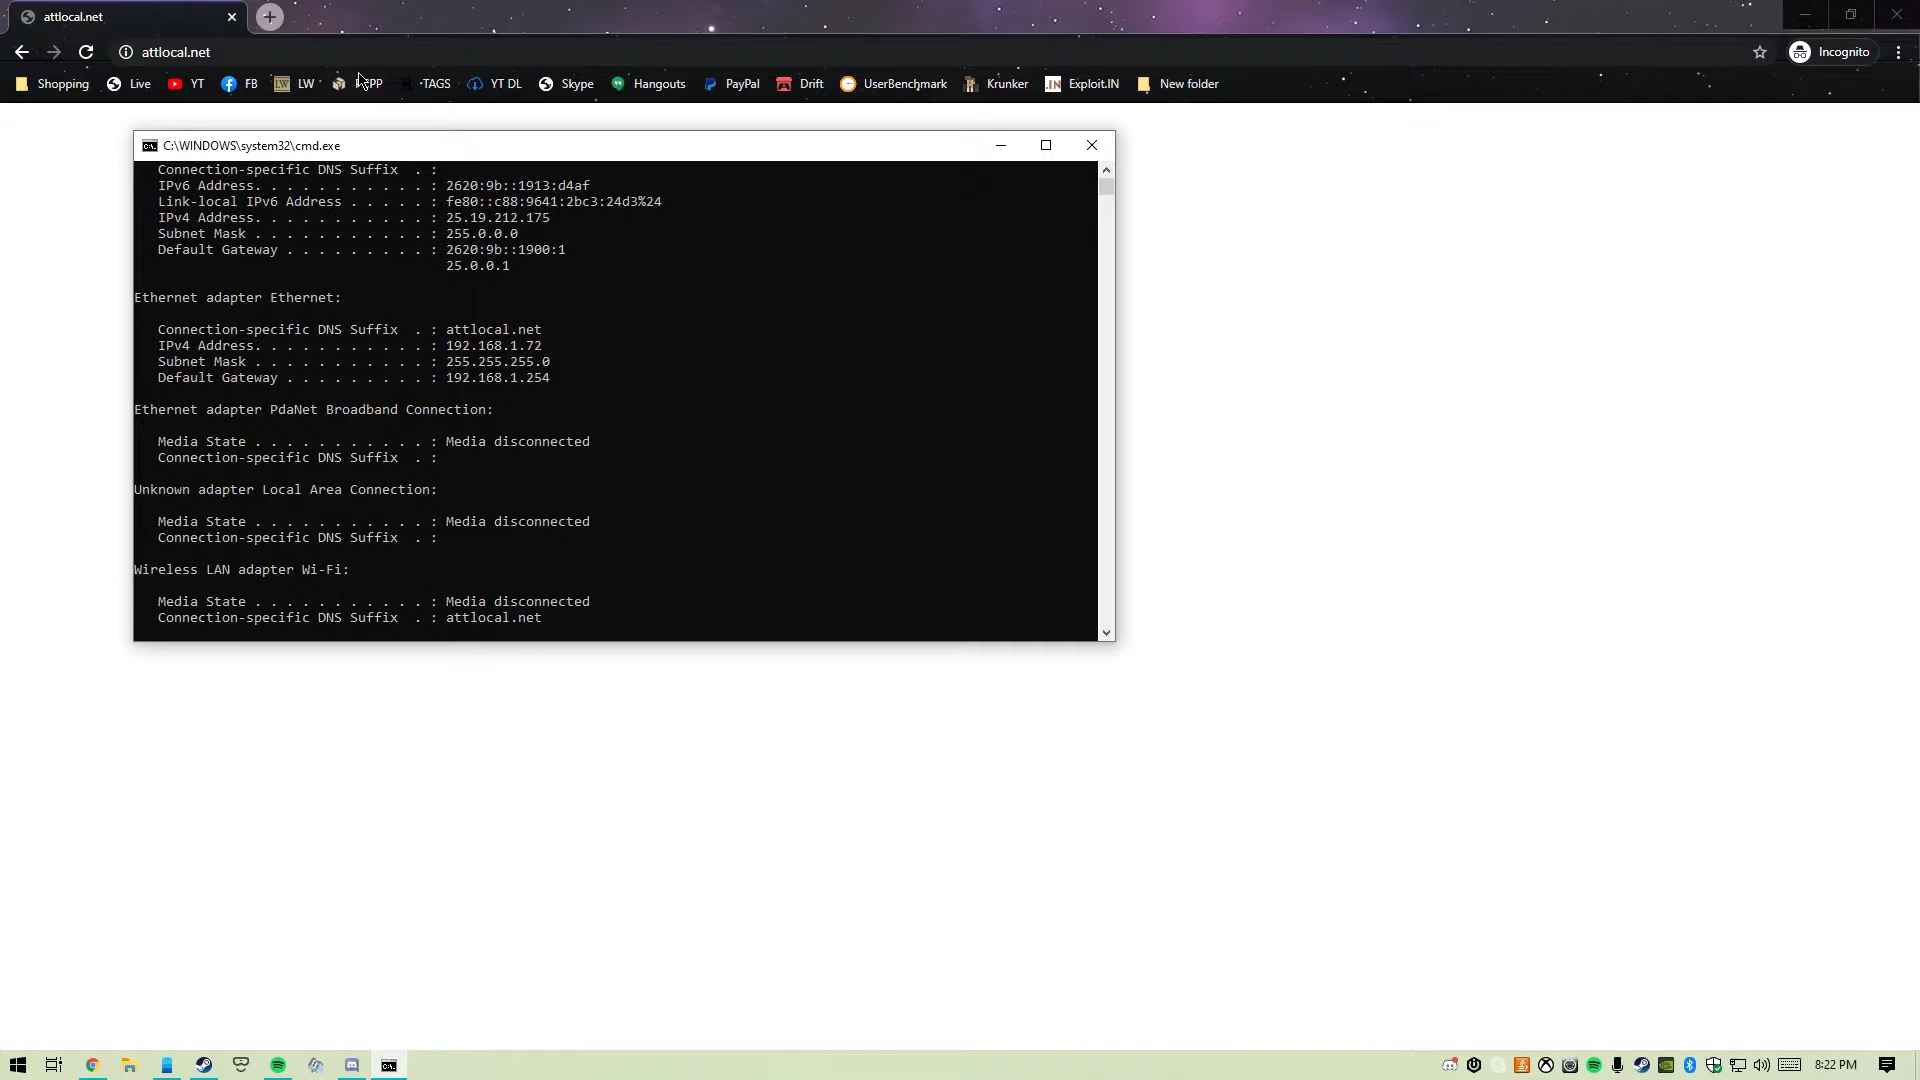 attlocal.net
attlocal.net
Incognito
Shopping Live YT FB LW PP TAGS YT DL Skype Hangouts PayPal Drift UserBenchmark Krunker .IN Exploit.IN New folder
C:\WINDOWS\system32\cmd.exe
Connection-specific DNS Suffix . :
IPv6 Address. . . . . . . . . . . : 2620:9b::1913:d4af
Link-local IPv6 Address . . . . . : fe80::c88:9641:2bc3:24d3%24
IPv4 Address. . . . . . . . . . . : 25.19.212.175
Subnet Mask . . . . . . . . . . . : 255.0.0.0
Default Gateway . . . . . . . . . : 2620:9b::1900:1
25.0.0.1
Ethernet adapter Ethernet:
Connection-specific DNS Suffix . : attlocal.net
IPv4 Address. . . . . . . . . . . : 192.168.1.72
Subnet Mask . . . . . . . . . . . : 255.255.255.0
Default Gateway . . . . . . . . . : 192.168.1.254
Ethernet adapter PdaNet Broadband Connection:
Media State . . . . . . . . . . . : Media disconnected
Connection-specific DNS Suffix . :
Unknown adapter Local Area Connection:
Media State . . . . . . . . . . . : Media disconnected
Connection-specific DNS Suffix . :
Wireless LAN adapter Wi-Fi:
Media State . . . . . . . . . . . : Media disconnected
Connection-specific DNS Suffix . : attlocal.net
8:22 PM